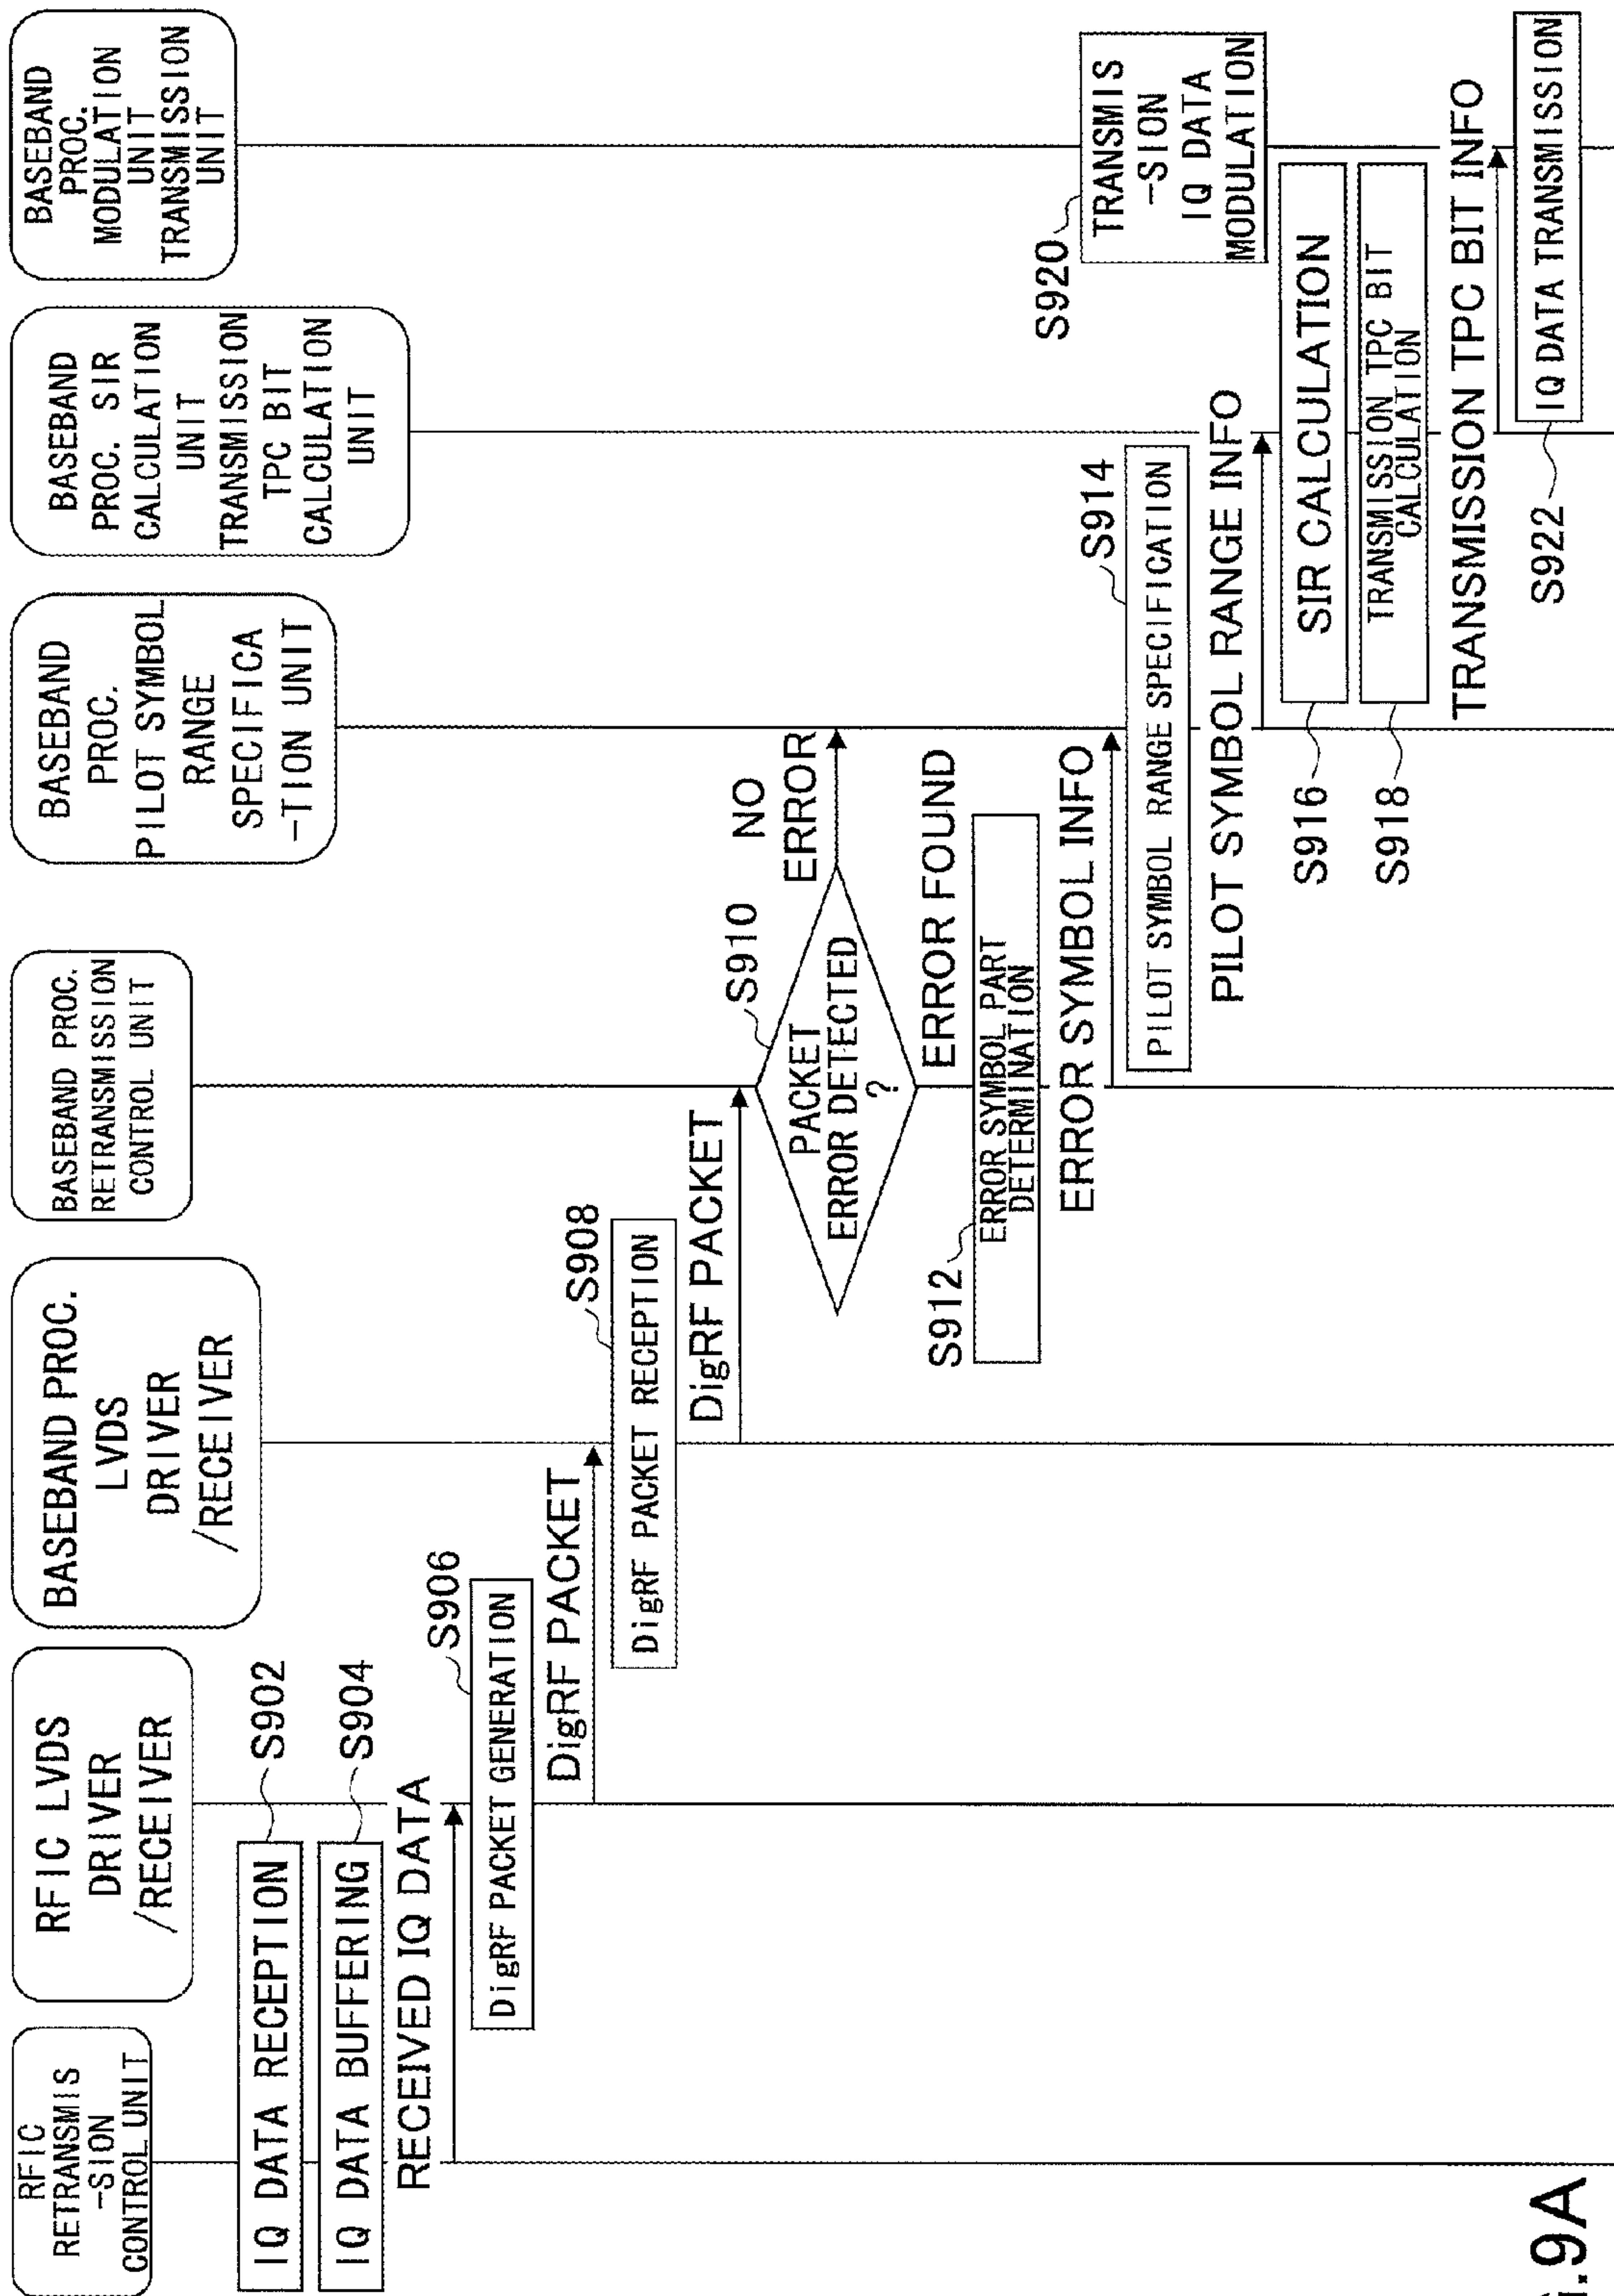 RFIC
RETRANSMIS
-SION
CONTROL UNIT
RFIC LVDS
DRIVER
/RECEIVER
BASEBAND PROC.
LVDS
DRIVER
/RECEIVER
BASEBAND PROC.
RETRANSMISSION
CONTROL UNIT
BASEBAND
PROC.
PILOT SYMBOL
RANGE
SPECIFICA
-TION UNIT
BASEBAND
PROC. SIR
CALCULATION
UNIT
TRANSMISSION
TPC BIT
CALCULATION
UNIT
BASEBAND
PROC.
MODULATION
UNIT
TRANSMISSION
UNIT
IQ DATA RECEPTION
S902
IQ DATA BUFFERING
S904
RECEIVED IQ DATA
S906
DigRF PACKET GENERATION
DigRF PACKET
S908
DigRF PACKET RECEPTION
DigRF PACKET
S910
PACKET
ERROR DETECTED
?
NO
ERROR
ERROR FOUND
S912
ERROR SYMBOL PART
DETERMINATION
ERROR SYMBOL INFO
S914
PILOT SYMBOL RANGE SPECIFICATION
PILOT SYMBOL RANGE INFO
S920
TRANSMIS
-SION
IQ DATA
MODULATION
S916
SIR CALCULATION
S918
TRANSMISSION TPC BIT
CALCULATION
TRANSMISSION TPC BIT INFO
S922
IQ DATA TRANSMISSION
.9A